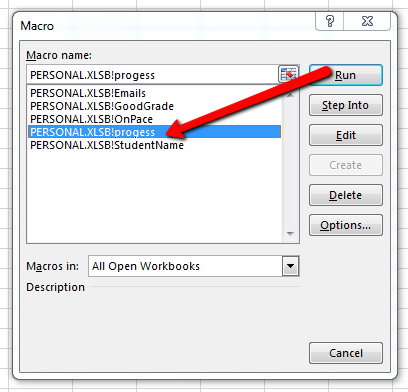 Macro
?
Macro name:
PERSONAL.XLSB!progess
Run
PERSONAL.XLSB!Emails
PERSONAL.XLSB!GoodGrade
PERSONAL.XLSB!OnPace
PERSONAL.XLSB!progess
PERSONAL.XLSB!StudentName
Step Into
Edit
Create
Delete
Options...
Macros in:
All Open Workbooks
Description
Cancel